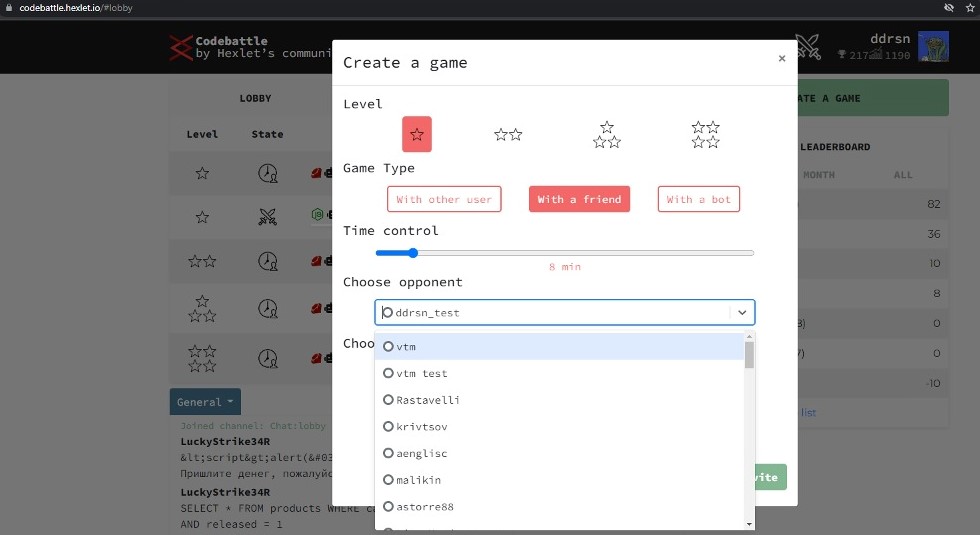 codebattle.hexlet.io/#lobby
Codebattle
by Hexlet's communi
ddrsn
217 1190
Create a game
×
LOBBY
ATE A GAME
Level State
Level
LEADERBOARD
MONTH ALL
Game Type
With other user With a friend With a bot
82
Time control
36
8 min
10
Choose opponent
8
ddrsn_test
0
Choo
vtm
vtm test
0
-10
Rastavelli
list
krivtsov
aenglisc
malikin
astorre88
vite
General
Joined channel: Chat:lobby
LuckyStrike34R
&lt;script&gt;alert(&#03
Пришлите денег, пожалуйс
LuckyStrike34R
SELECT * FROM products WHERE
AND released = 1